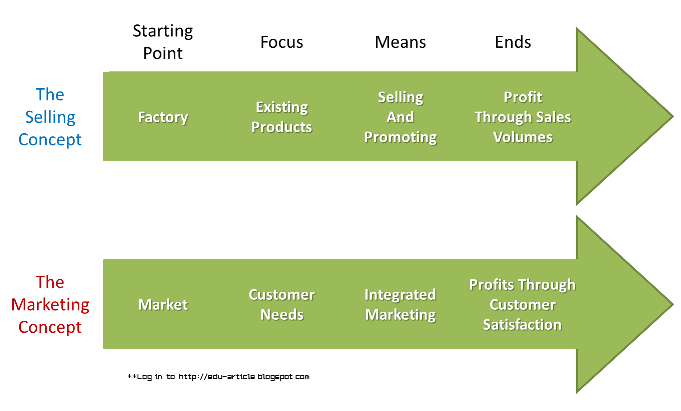 Starting
Point
Focus
Means
Ends
The
Selling
Concept
Factory
Existing
Products
Selling
And
Promoting
Profit
Through Sales
Volumes
The
Marketing
Concept
Market
Customer
Needs
Integrated
Marketing
Profits Through
Customer
Satisfaction
**Log in to http://edu-article.blogspot.com